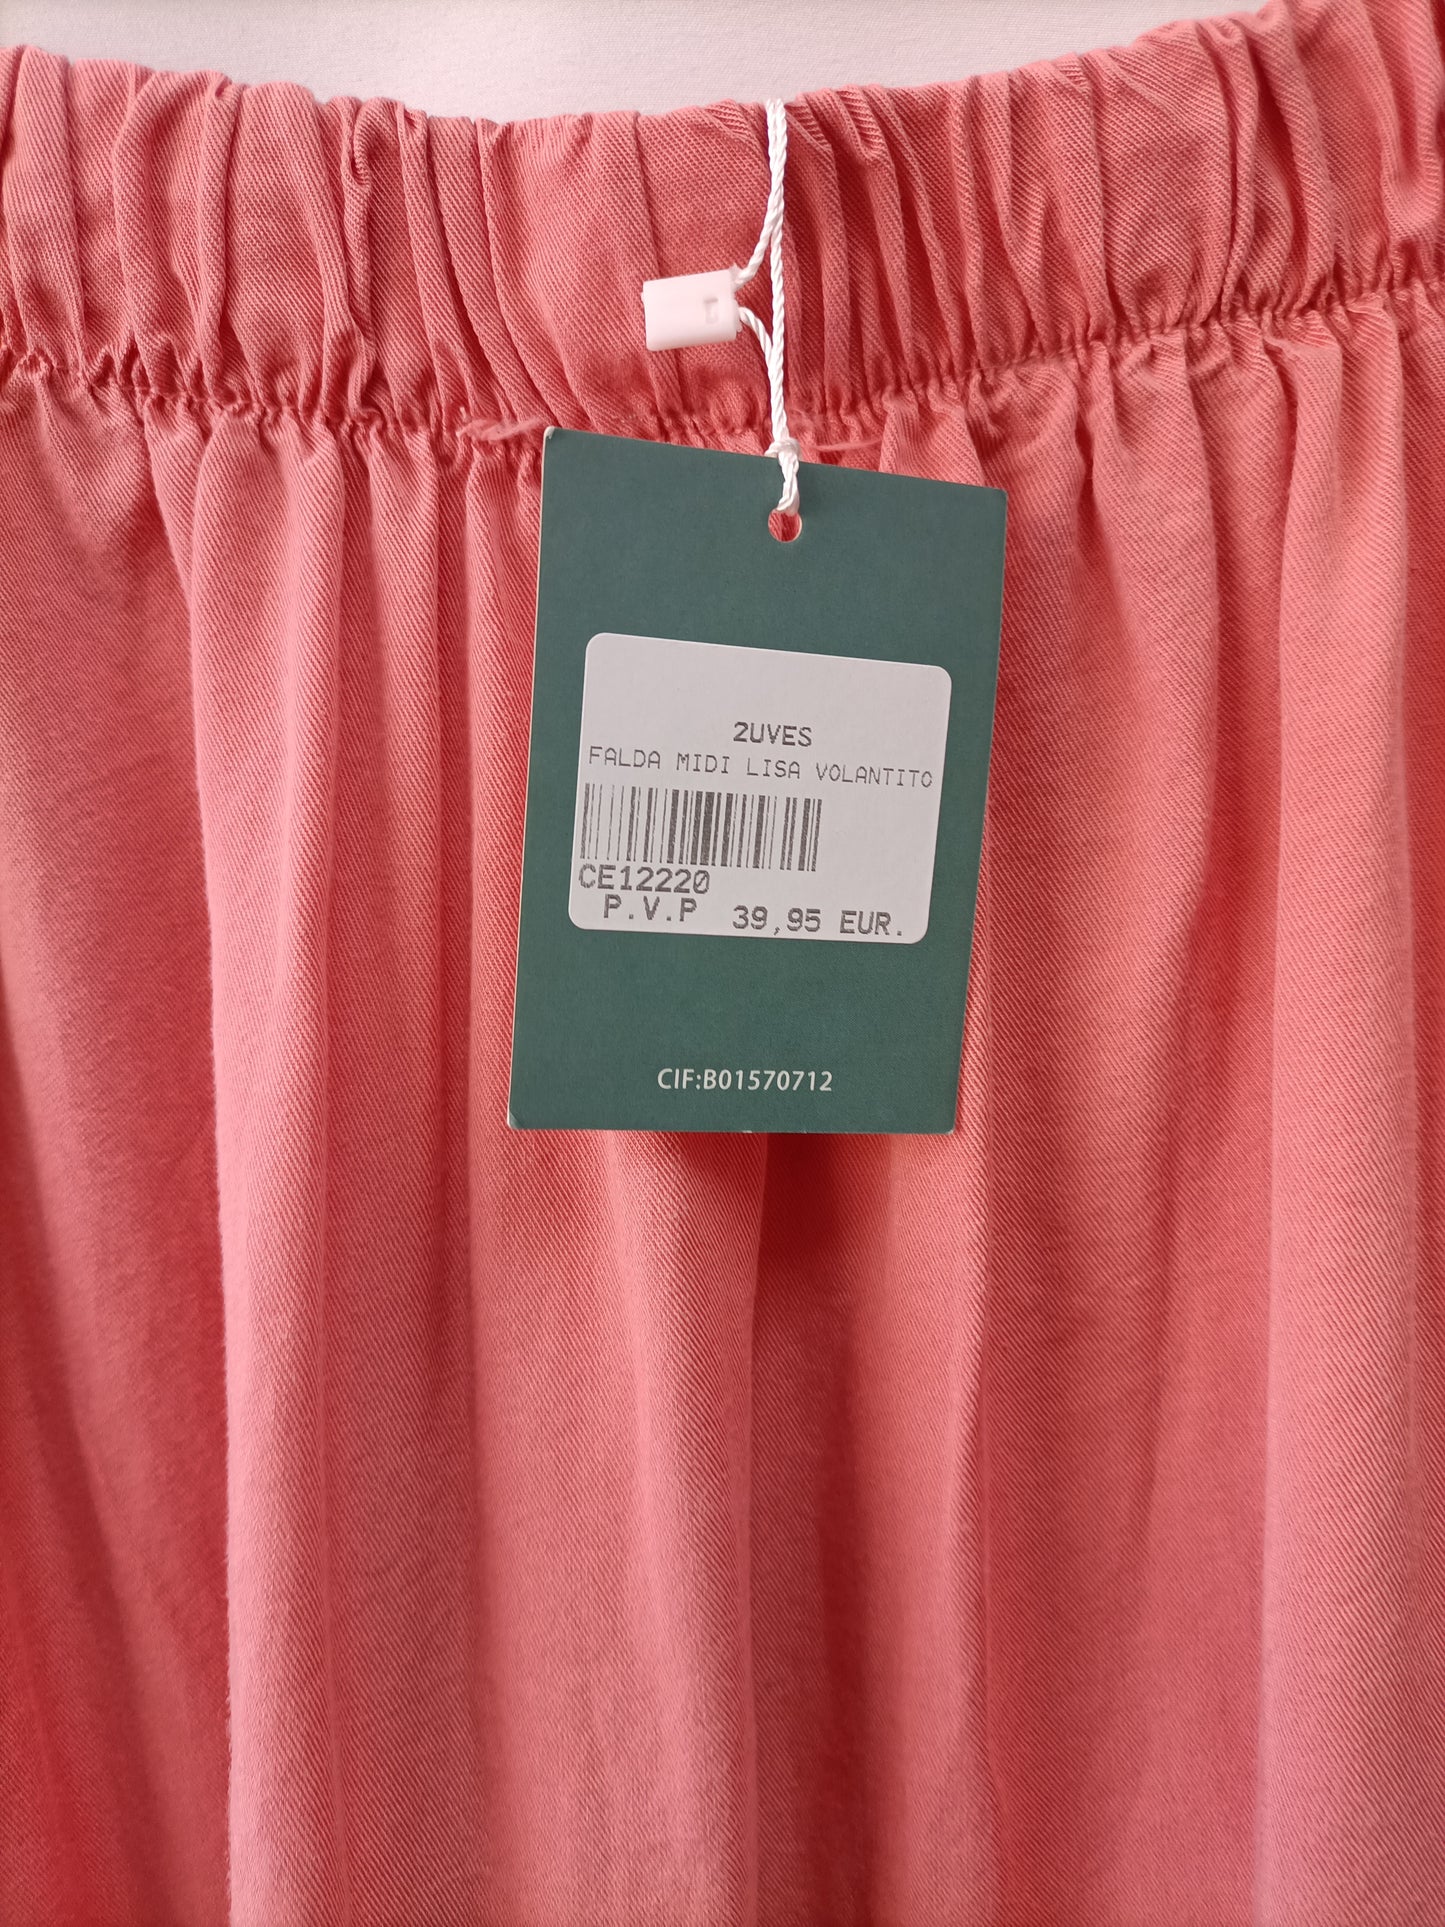 2UVES
FALDA MIDI LISA VOLANTITO
CE12220
P.V.P 39,95 EUR.
CIF:B01570712